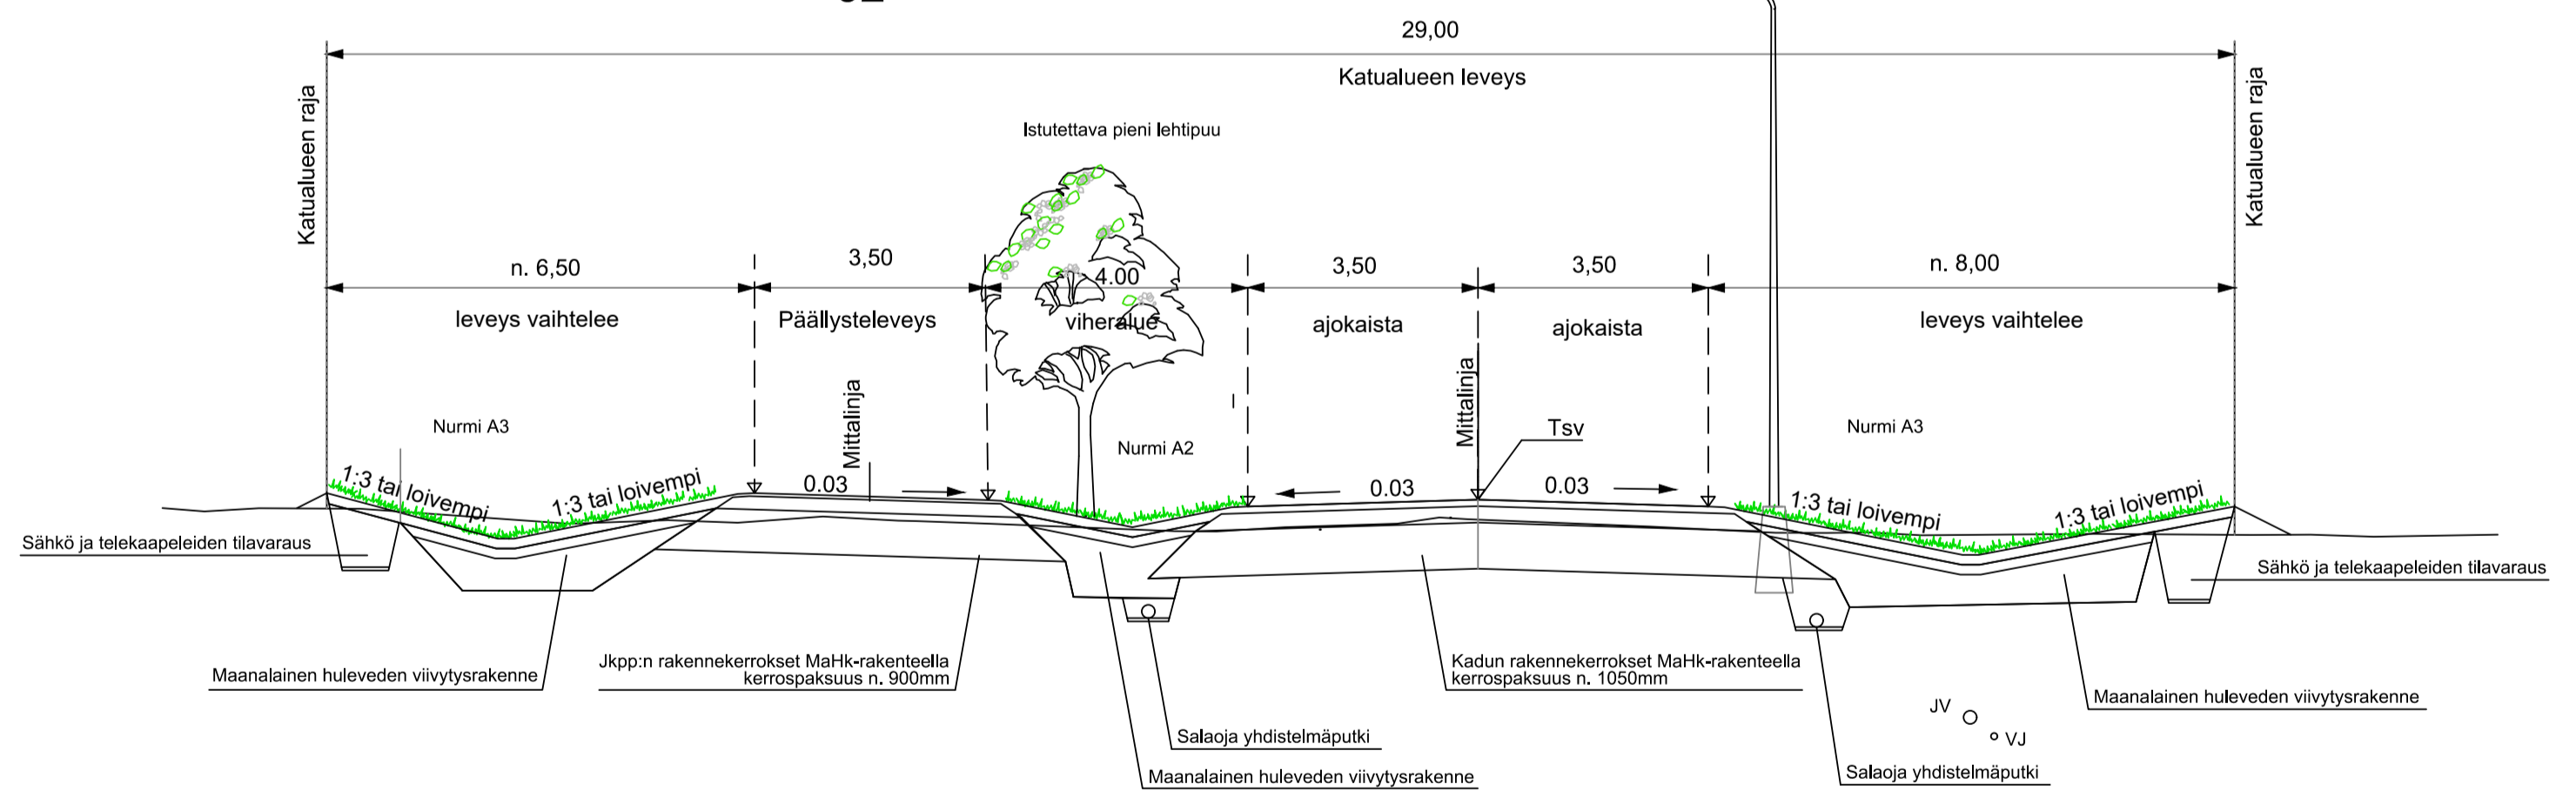 29,00
Katualueen leveys
Katualueen raja
Katualueen raja
Istutettava pieni lehtipuu
n. 6,50
3,50
4.00
3,50
3,50
n. 8,00
leveys vaihtelee
Päällysteleveys
viheralue
ajokaista
ajokaista
leveys vaihtelee
Mittalinja
Mittalinja
Nurmi A3
Nurmi A2
Tsv
Nurmi A3
1:3 tai loivempi
1:3 tai loivempi
0.03
0.03
0.03
1:3 tai loivempi
1:3 tai loivempi
Sähkö ja telekaapeleiden tilavaraus
Sähkö ja telekaapeleiden tilavaraus
Maanalainen huleveden viivytysrakenne
Jkpp:n rakennekerrokset MaHk-rakenteella
kerrospaksuus n. 900mm
Kadun rakennekerrokset MaHk-rakenteella
kerrospaksuus n. 1050mm
Maanalainen huleveden viivytysrakenne
JV
VJ
Salaoja yhdistelmäputki
Maanalainen huleveden viivytysrakenne
Salaoja yhdistelmäputki